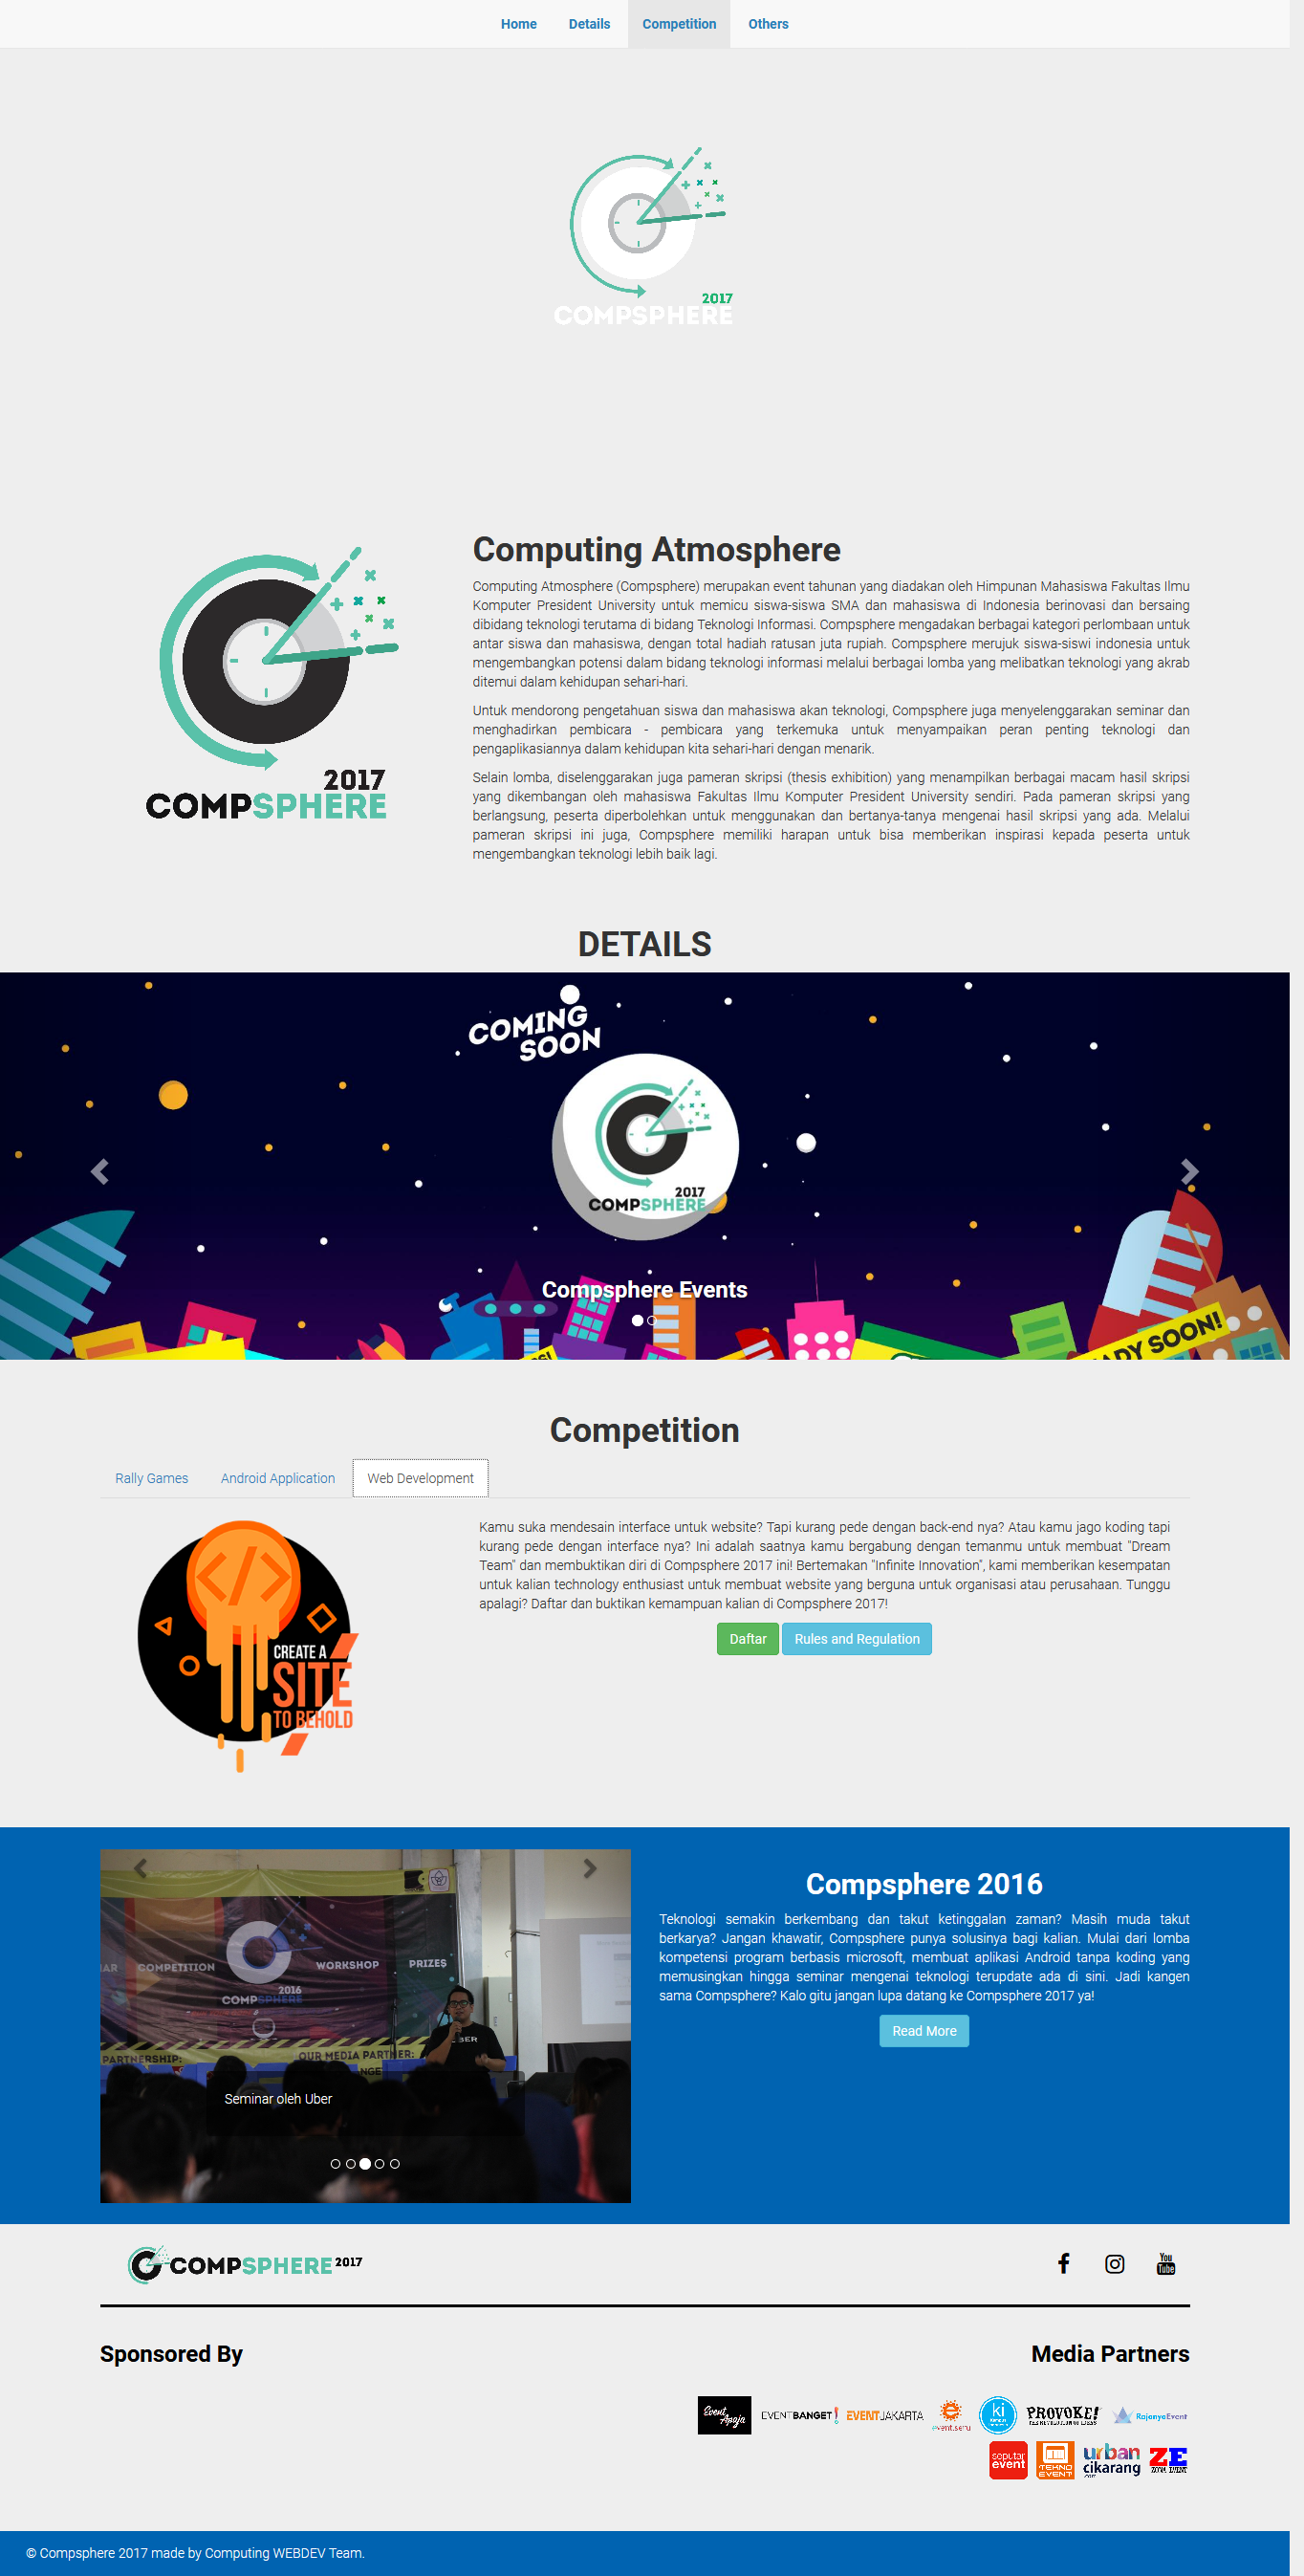 Home Details Competition Others
2017
COMPSPHERE
Computing Atmosphere
Computing Atmosphere (Compsphere) merupakan event tahunan yang diadakan oleh Himpunan Mahasiswa Fakultas Ilmu
Komputer President University untuk memicu siswa-siswa SMA dan mahasiswa di Indonesia berinovasi dan bersaing
dibidang teknologi terutama di bidang Teknologi Informasi. Compsphere mengadakan berbagai kategori perlombaan untuk
antar siswa dan mahasiswa, dengan total hadiah ratusan juta rupiah. Compsphere merujuk siswa-siswi indonesia untuk
mengembangkan potensi dalam bidang teknologi informasi melalui berbagai lomba yang melibatkan teknologi yang akrab
ditemui dalam kehidupan sehari-hari.
Untuk mendorong pengetahuan siswa dan mahasiswa akan teknologi, Compsphere juga menyelenggarakan seminar dan
menghadirkan pembicara - pembicara yang terkemuka untuk menyampaikan peran penting teknologi dan
pengaplikasiannya dalam kehidupan kita sehari-hari dengan menarik.
Selain lomba, diselenggarakan juga pameran skripsi (thesis exhibition) yang menampilkan berbagai macam hasil skripsi
yang dikembangan oleh mahasiswa Fakultas Ilmu Komputer President University sendiri. Pada pameran skripsi yang
berlangsung, peserta diperbolehkan untuk menggunakan dan bertanya-tanya mengenai hasil skripsi yang ada. Melalui
pameran skripsi ini juga, Compsphere memiliki harapan untuk bisa memberikan inspirasi kepada peserta untuk
mengembangkan teknologi lebih baik lagi.
2017
COMPSPHERE
DETAILS
COMING
SOON
2017
COMPSPHERE
Compsphere Events
ADY SOON!
Competition
Rally Games Android Application Web Development
Kamu suka mendesain interface untuk website? Tapi kurang pede dengan back-end nya? Atau kamu jago koding tapi
kurang pede dengan interface nya? Ini adalah saatnya kamu bergabung dengan temanmu untuk membuat "Dream
Team" dan membuktikan diri di Compsphere 2017 ini! Bertemakan "Infinite Innovation", kami memberikan kesempatan
untuk kalian technology enthusiast untuk membuat website yang berguna untuk organisasi atau perusahaan. Tunggu
apalagi? Daftar dan buktikan kemampuan kalian di Compsphere 2017!
Daftar Rules and Regulation
</>
CREATE A
SITE
TO BEHOLD
COMPETITION WORKSHOP PRIZES
2016
COMPSPHERE
PARTNERSHIP: OUR MEDIA PARTNER:
UBER
Seminar oleh Uber
Compsphere 2016
Teknologi semakin berkembang dan takut ketinggalan zaman? Masih muda takut
berkarya? Jangan khawatir, Compsphere punya solusinya bagi kalian. Mulai dari lomba
kompetensi program berbasis microsoft, membuat aplikasi Android tanpa koding yang
memusingkan hingga seminar mengenai teknologi terupdate ada di sini. Jadi kangen
sama Compsphere? Kalo gitu jangan lupa datang ke Compsphere 2017 ya!
Read More
COMPSPHERE 2017
You
Tube
Sponsored By
Media Partners
Event Apaja EVENTBANGET! EVENTJAKARTA event.seru ki PROVOKE! RajanyaEvent
seputar event TEKNO EVENT urban cikarang ZE
© Compsphere 2017 made by Computing WEBDEV Team.